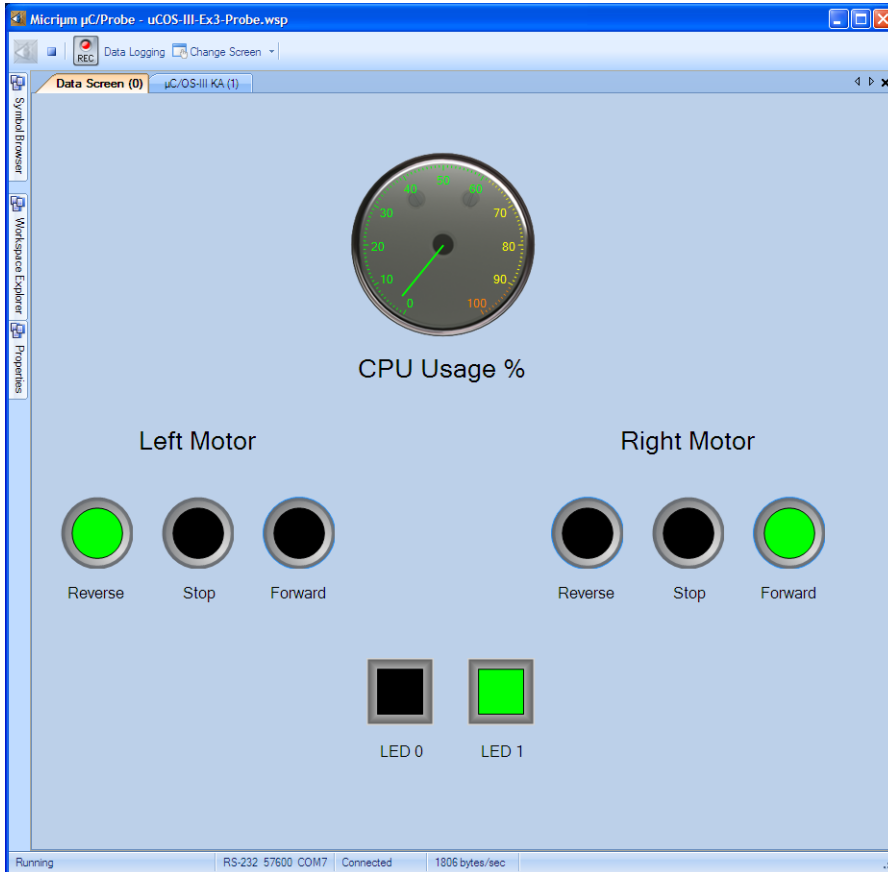 Micriµm µC/Probe - uCOS-III-Ex3-Probe.wsp
REC Data Logging Change Screen
Data Screen (0) µC/OS-III KA (1)
Symbol Browser
Workspace Explorer
Properties
0
10
20
30
40
50
60
70
80
90
100
CPU Usage %
Left Motor Right Motor
Reverse Stop Forward Reverse Stop Forward
LED 0 LED 1
Running RS-232 57600 COM7 Connected 1806 bytes/sec